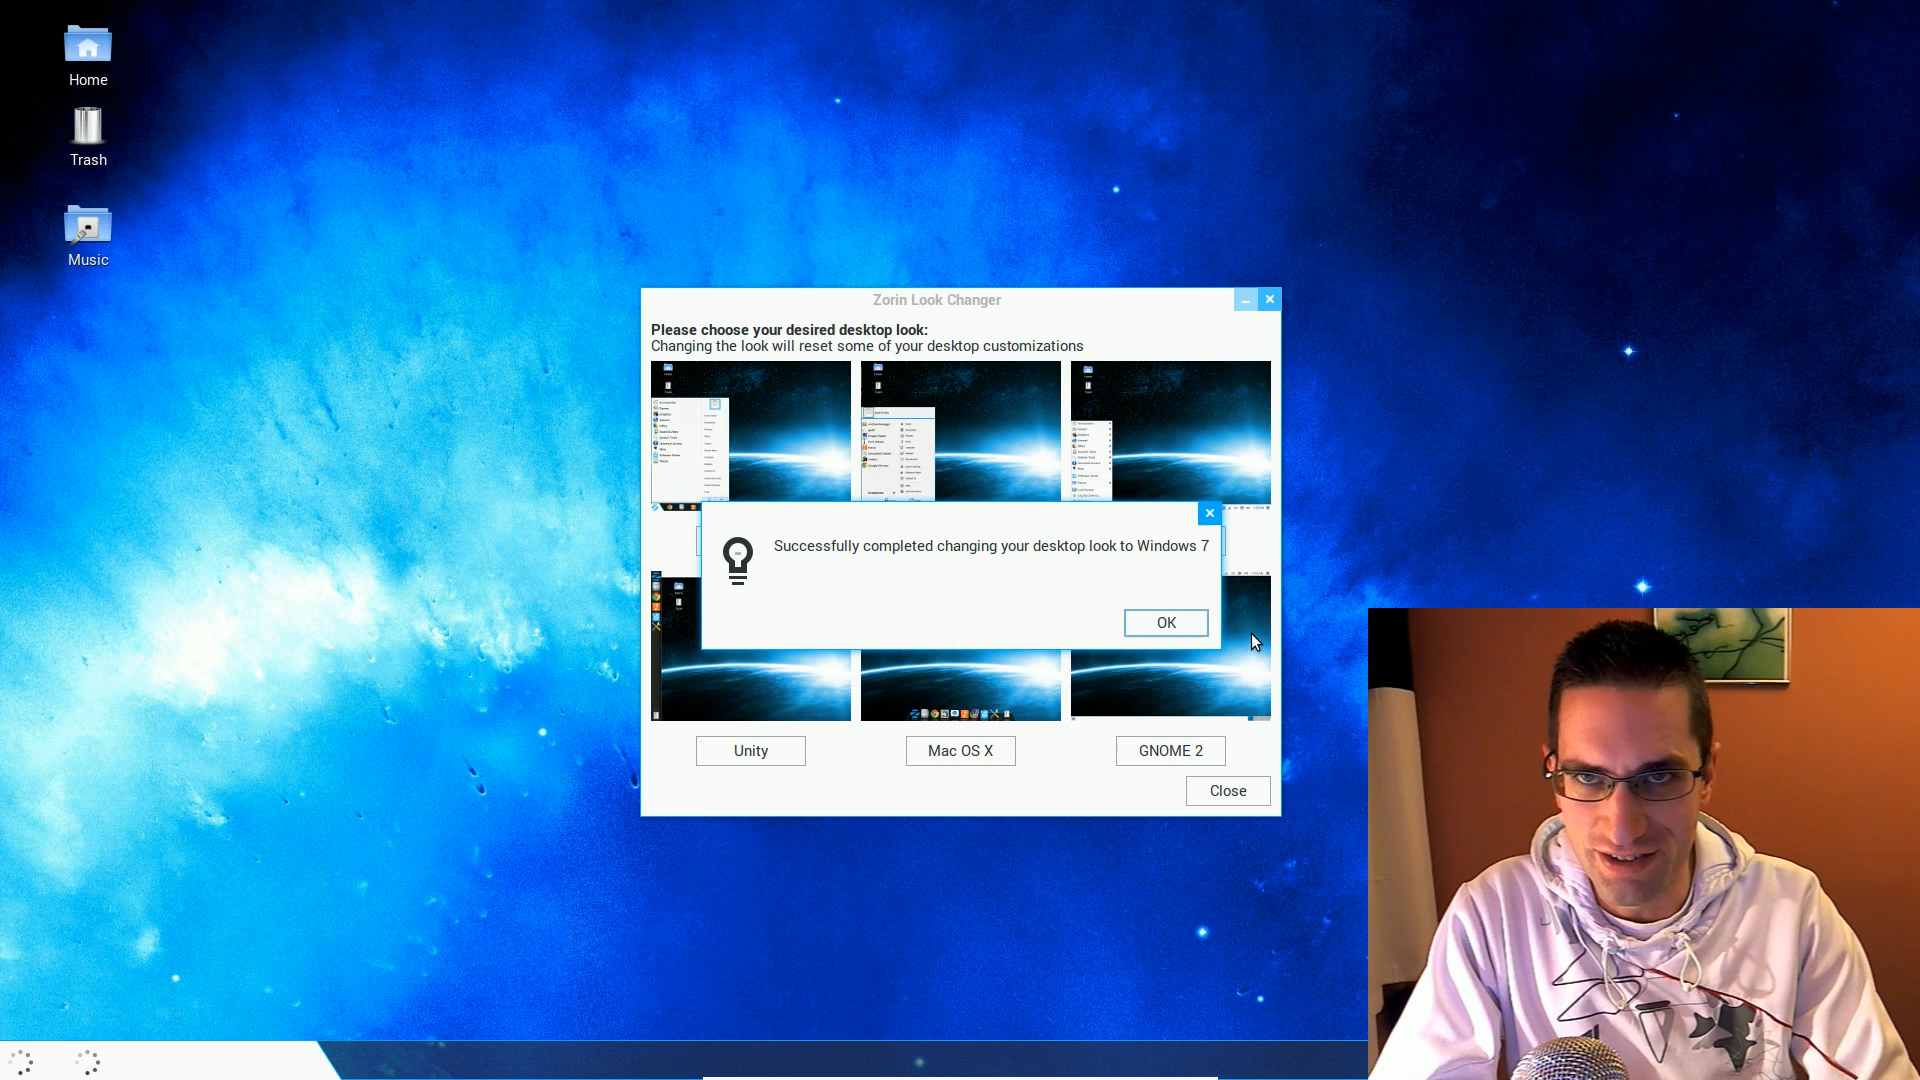 Home
Trash
Music
Zorin Look Changer
Please choose your desired desktop look:
Changing the look will reset some of your desktop customizations
Successfully completed changing your desktop look to Windows 7
OK
Unity
Mac OS X
GNOME 2
Close